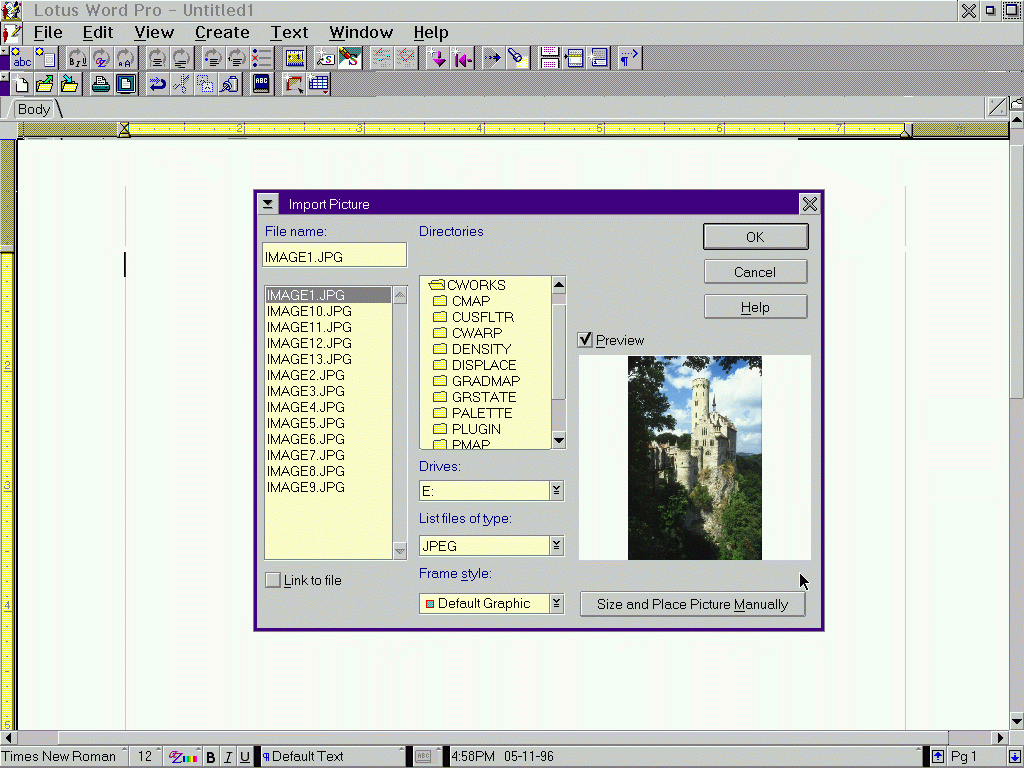 Lotus Word Pro - Untitled1
File Edit View Create Text Window Help
abc
ABC
Body
2 3 4 5 6 7
Import Picture
File name:
IMAGE1.JPG
IMAGE1.JPG
IMAGE10.JPG
IMAGE11.JPG
IMAGE12.JPG
IMAGE13.JPG
IMAGE2.JPG
IMAGE3.JPG
IMAGE4.JPG
IMAGE5.JPG
IMAGE6.JPG
IMAGE7.JPG
IMAGE8.JPG
IMAGE9.JPG
Link to file
Directories
CWORKS
CMAP
CUSFLTR
CWARP
DENSITY
DISPLACE
GRADMAP
GRSTATE
PALETTE
PLUGIN
PMAP
Drives:
E:
List files of type:
JPEG
Frame style:
Default Graphic
OK
Cancel
Help
Preview
Size and Place Picture Manually
2
3
4
5
Times New Roman 12 B I U ¶ Default Text ABC 4:58PM 05-11-96 Pg 1